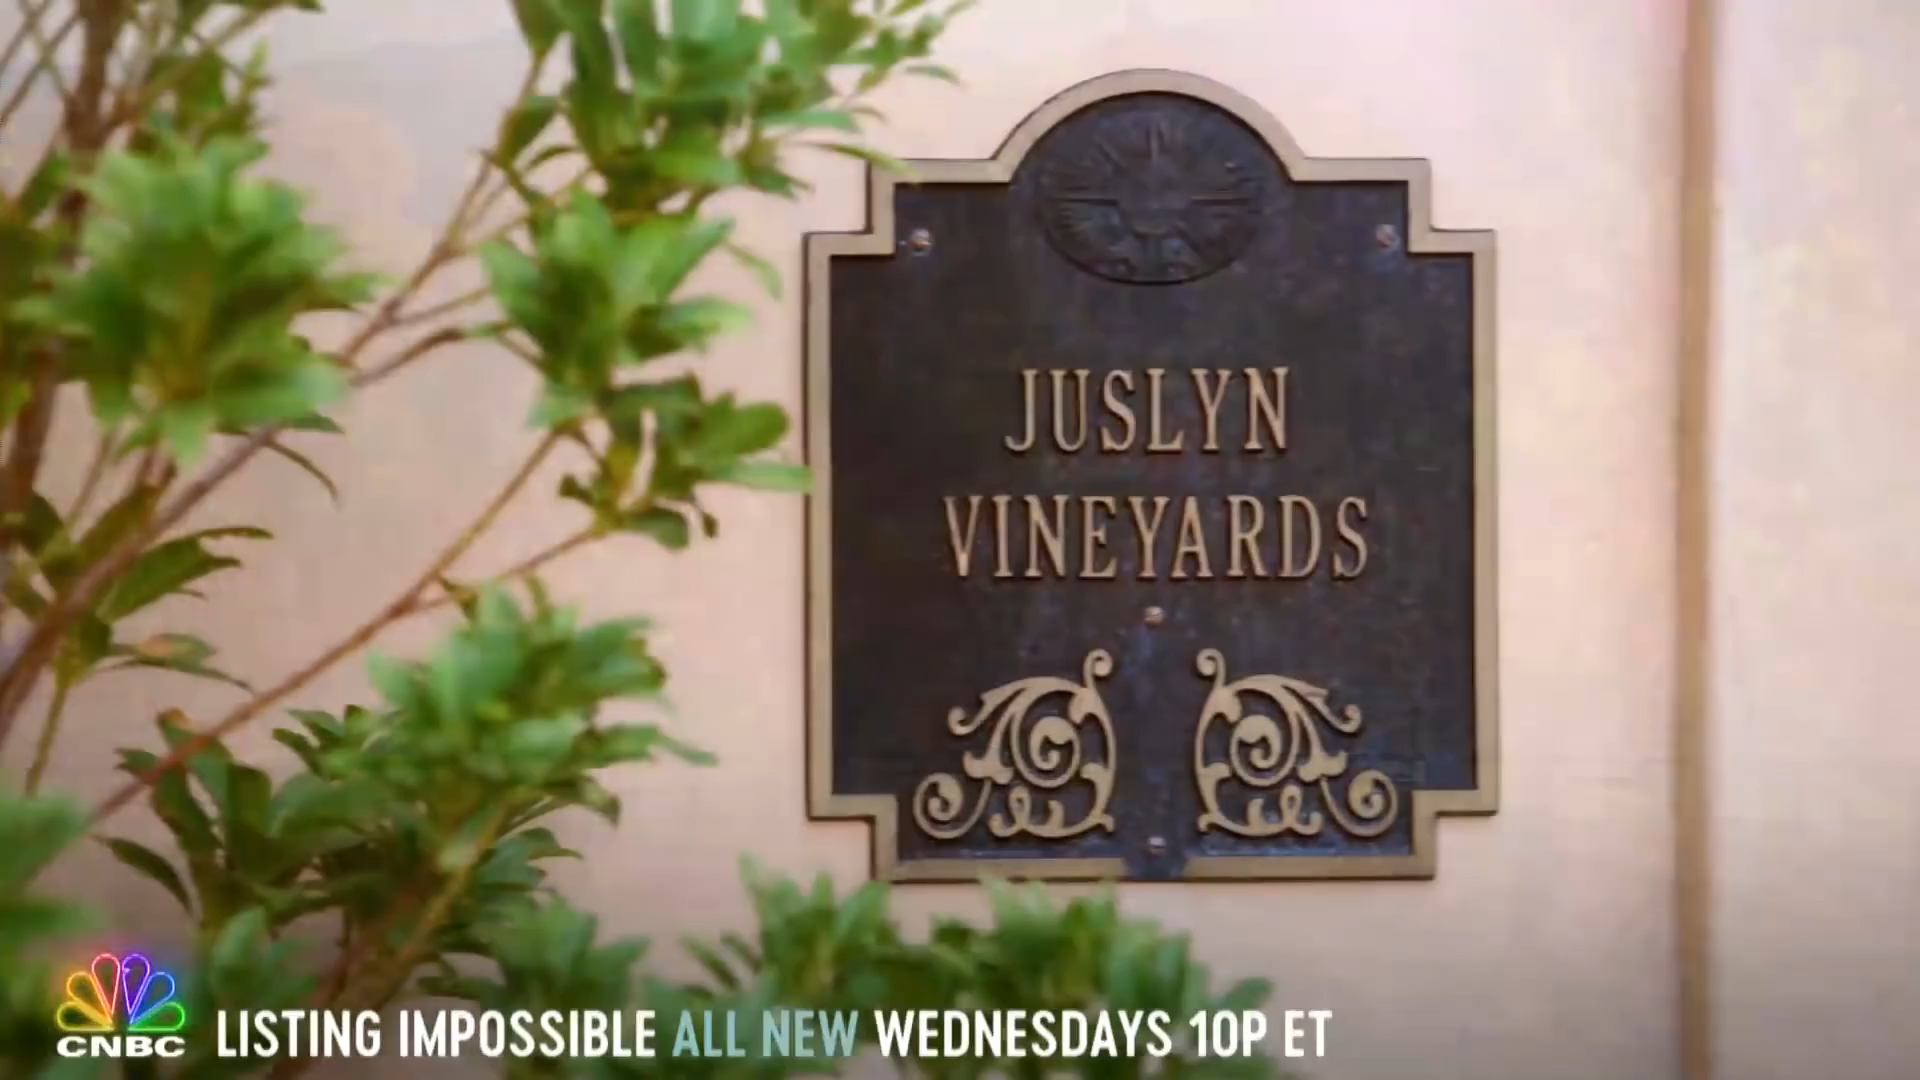 JUSLYN
VINEYARDS
CNBC
LISTING IMPOSSIBLE ALL NEW WEDNESDAYS 10P ET